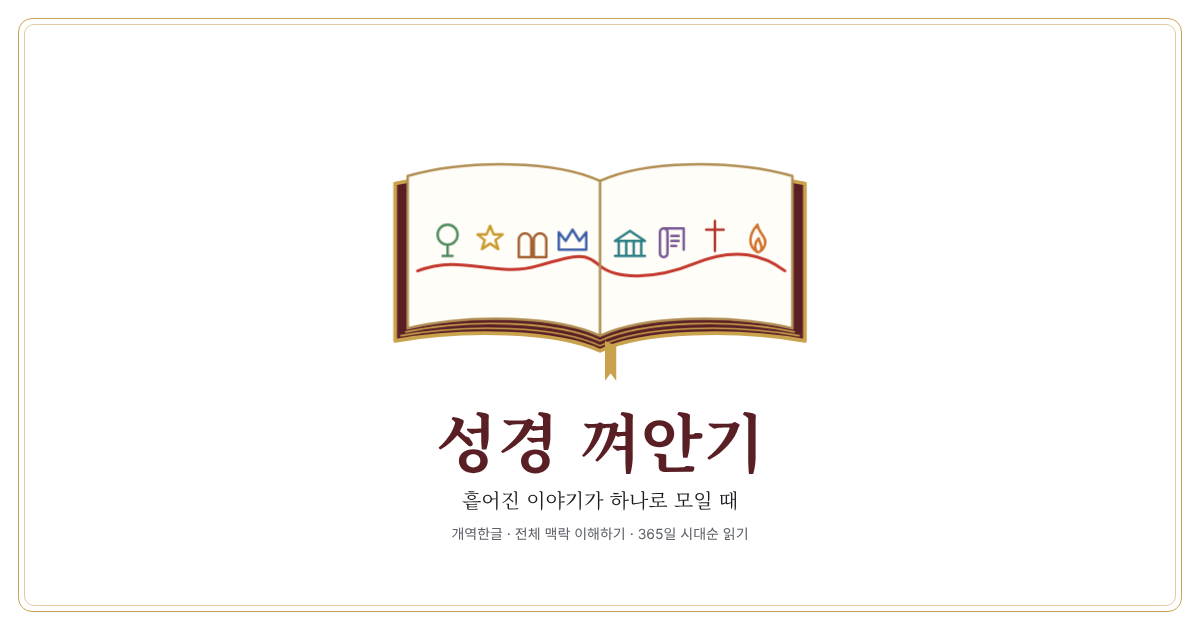 성경 껴안기
흩어진 이야기가 하나로 모일 때
개역한글 · 전체 맥락 이해하기 · 365일 시대순 읽기